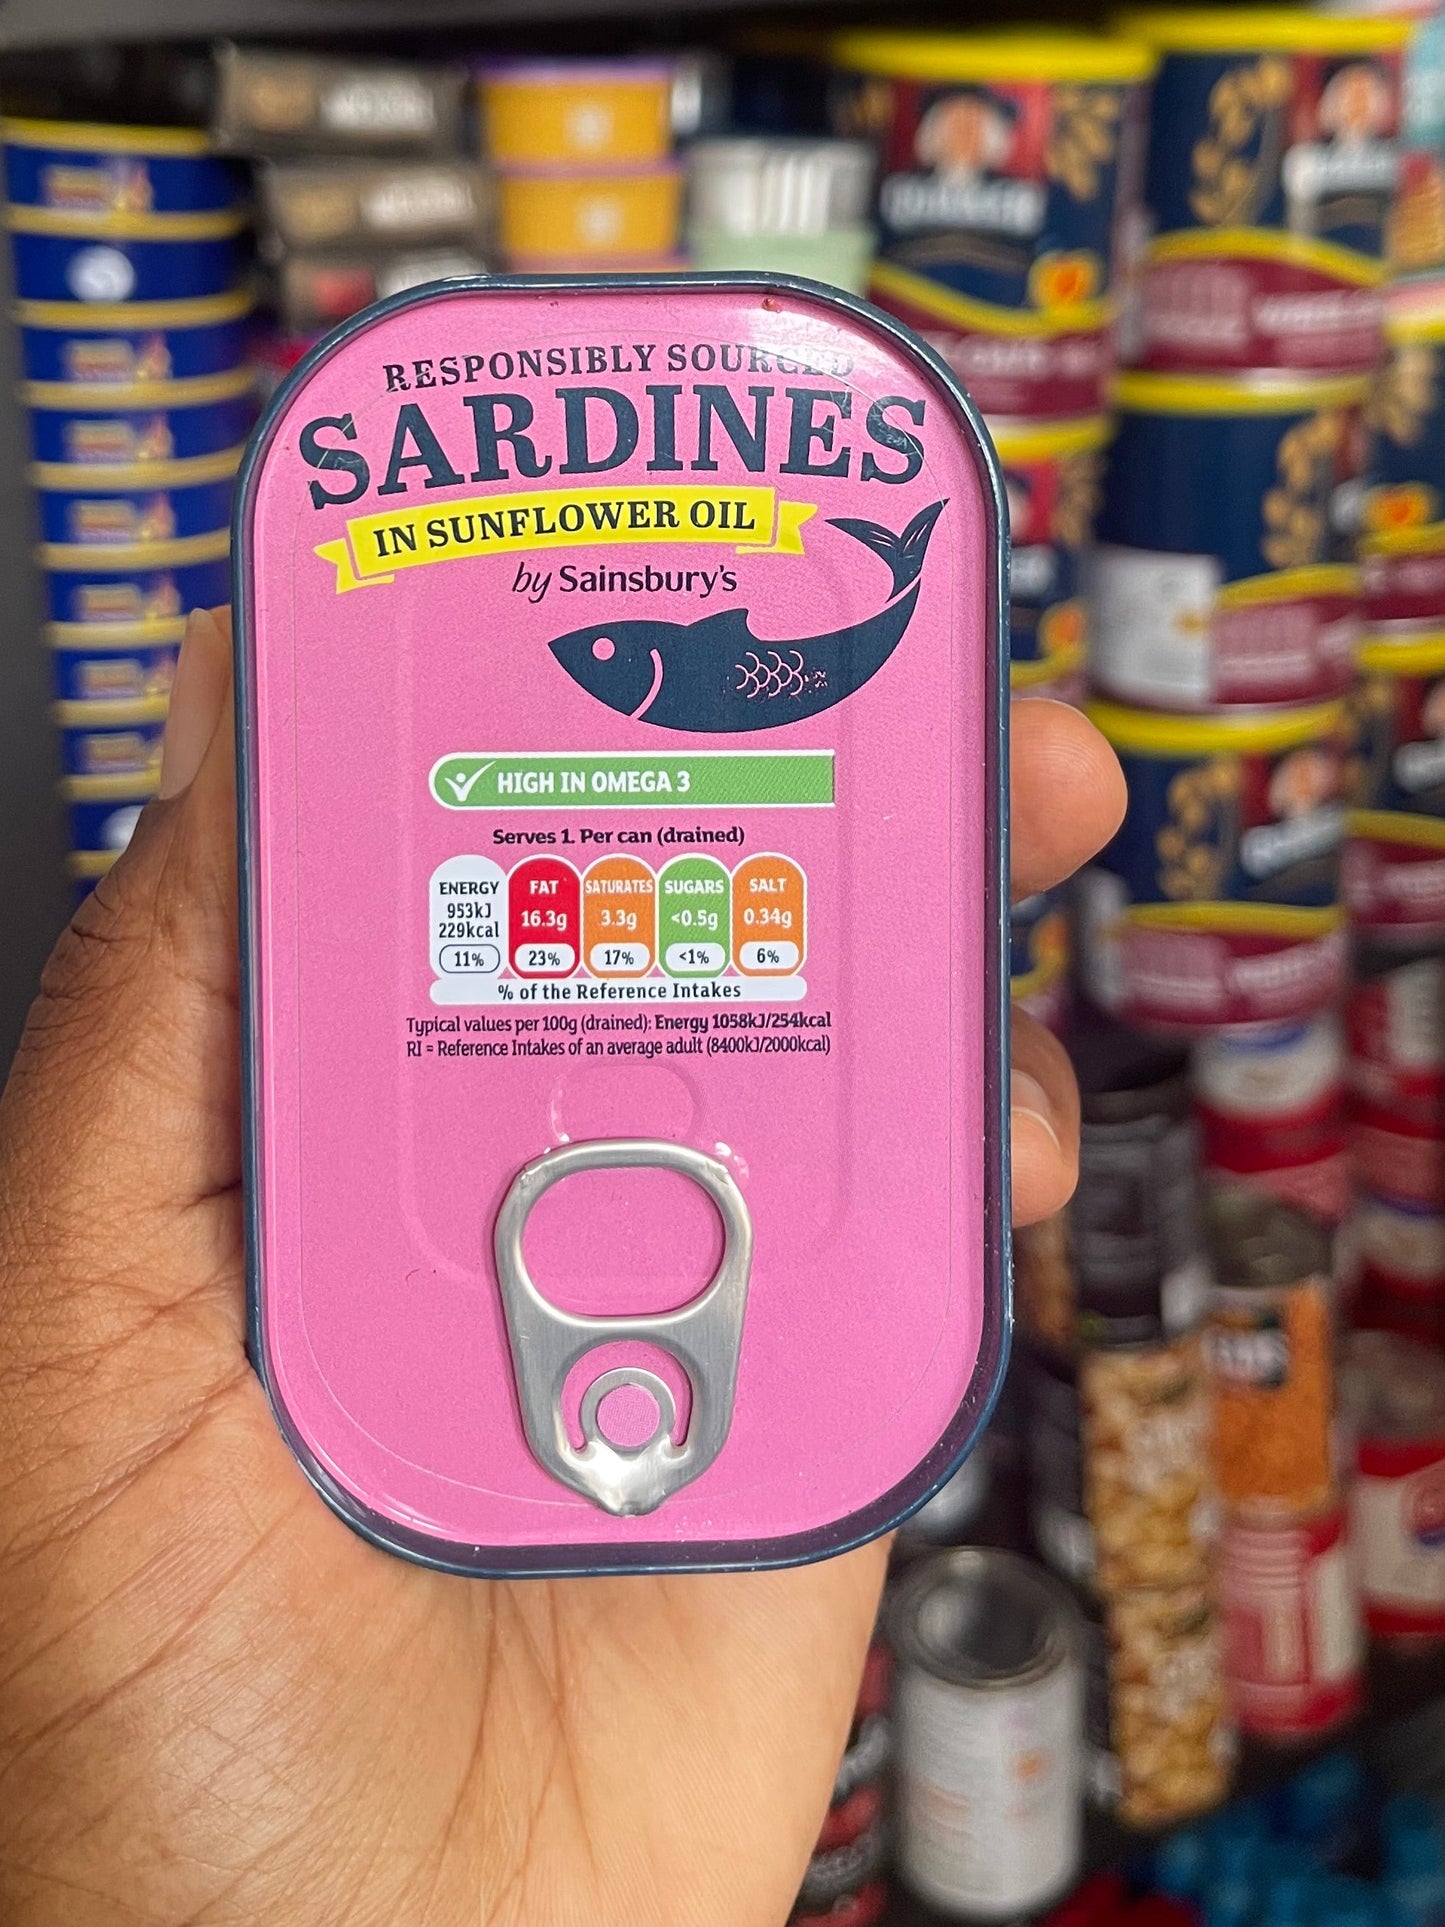 RESPONSIBLY SOURCED
SARDINES
IN SUNFLOWER OIL
by Sainsbury's
HIGH IN OMEGA 3
Serves 1. Per can (drained)
ENERGY FAT SATURATES SUGARS SALT
953kJ 16.3g 3.3g <0.5g 0.34g
229kcal
11% 23% 17% <1% 6%
% of the Reference Intakes
Typical values per 100g (drained): Energy 1058kJ/254kcal
RI = Reference Intakes of an average adult (8400kJ/2000kcal)
QUAKER